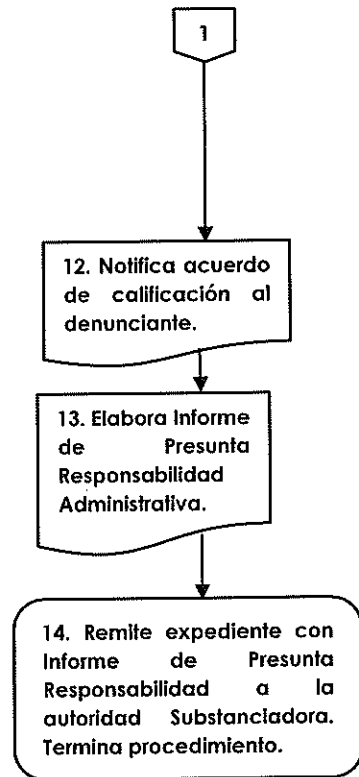 1
12. Notifica acuerdo
de calificación al
denunciante.
13. Elabora Informe
de Presunta
Responsabilidad
Administrativa.
14. Remite expediente con
Informe de Presunta
Responsabilidad a la
autoridad Substanciadora.
Termina procedimiento.